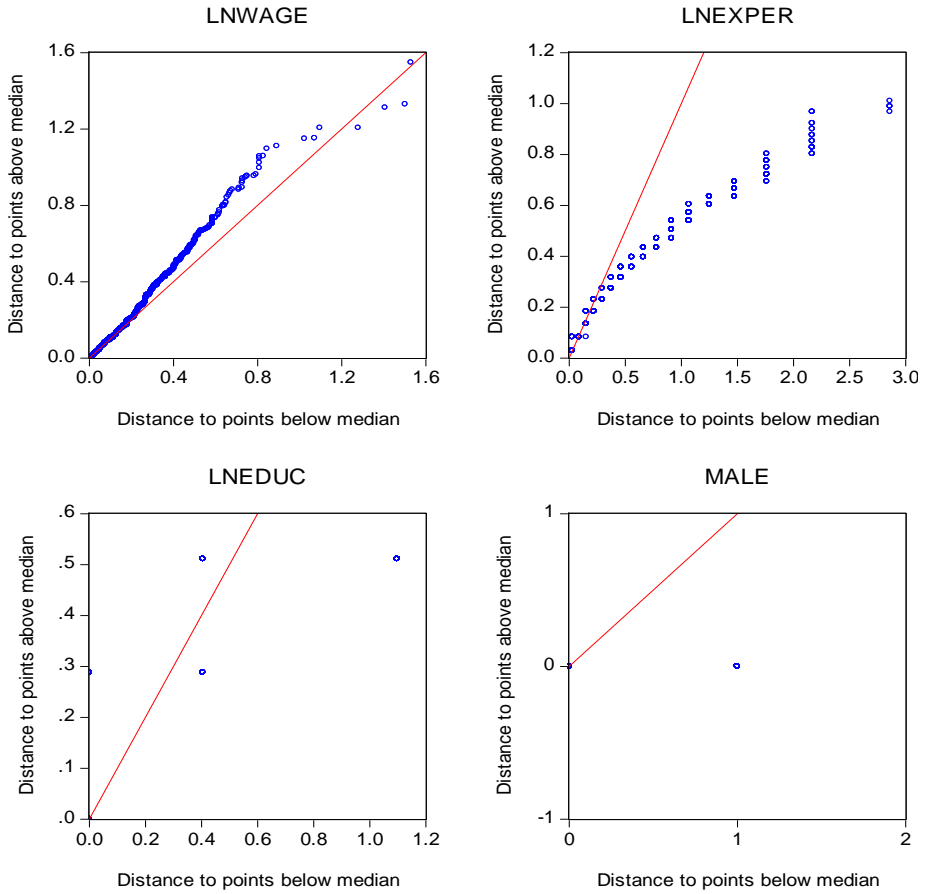 LNWAGE
Distance to points above median
1.6
1.2
0.8
0.4
0.0
0.0 0.4 0.8 1.2 1.6
Distance to points below median
LNEXPER
Distance to points above median
1.2
1.0
0.8
0.6
0.4
0.2
0.0
0.0 0.5 1.0 1.5 2.0 2.5 3.0
Distance to points below median
LNEDUC
Distance to points above median
.6
.5
.4
.3
.2
.1
.0
0.0 0.2 0.4 0.6 0.8 1.0 1.2
Distance to points below median
MALE
Distance to points above median
1
0
-1
0 1 2
Distance to points below median